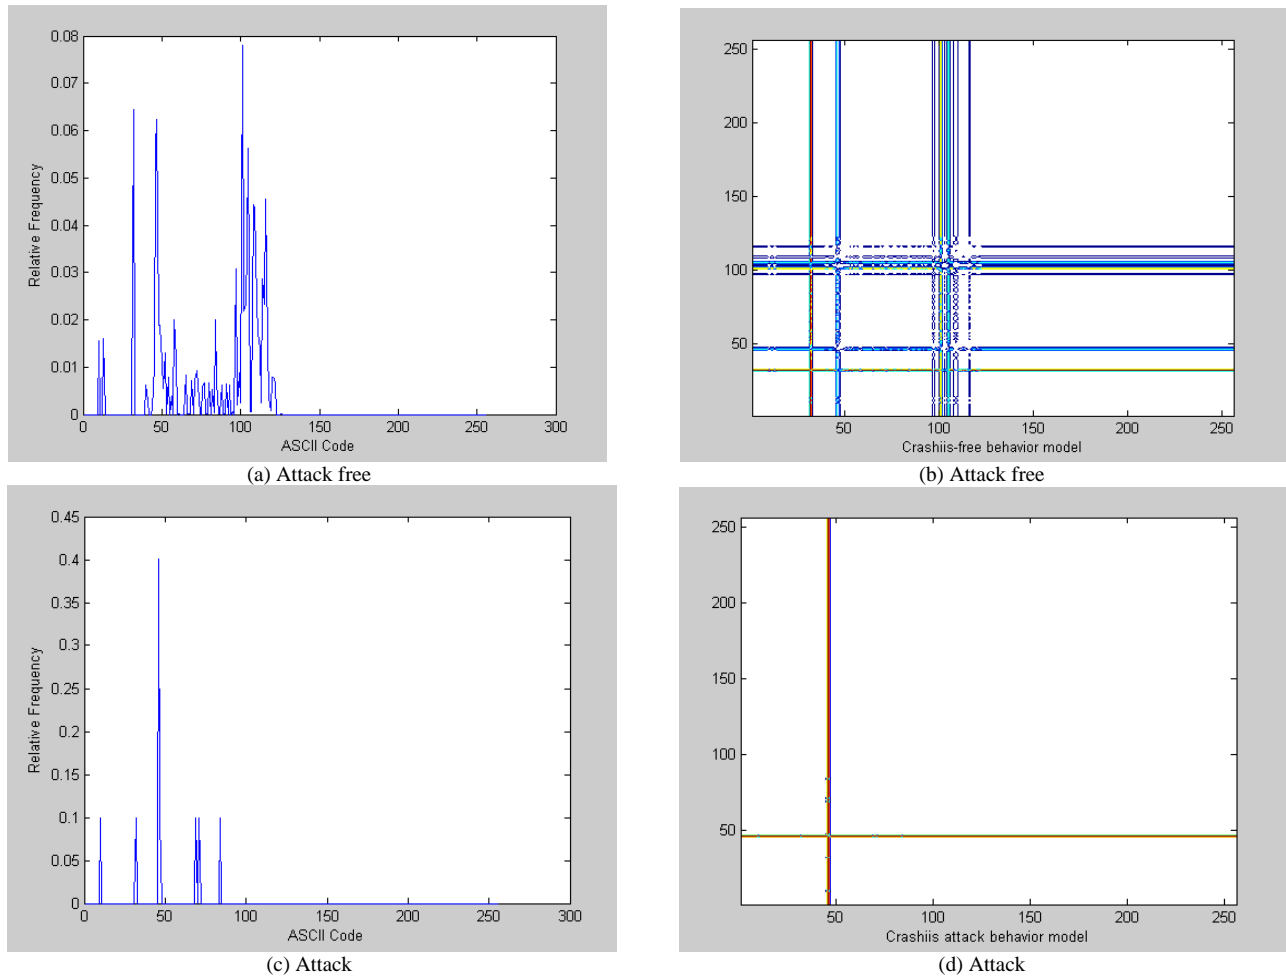 0.08
0.07
0.06
0.05
0.04
0.03
0.02
0.01
0
Relative Frequency
0 50 100 150 200 250 300
ASCII Code
(a) Attack free
250
200
150
100
50
50 100 150 200 250
Crashiis-free behavior model
(b) Attack free
0.45
0.4
0.35
0.3
0.25
0.2
0.15
0.1
0.05
0
Relative Frequency
0 50 100 150 200 250 300
ASCII Code
(c) Attack
250
200
150
100
50
50 100 150 200 250
Crashiis attack behavior model
(d) Attack